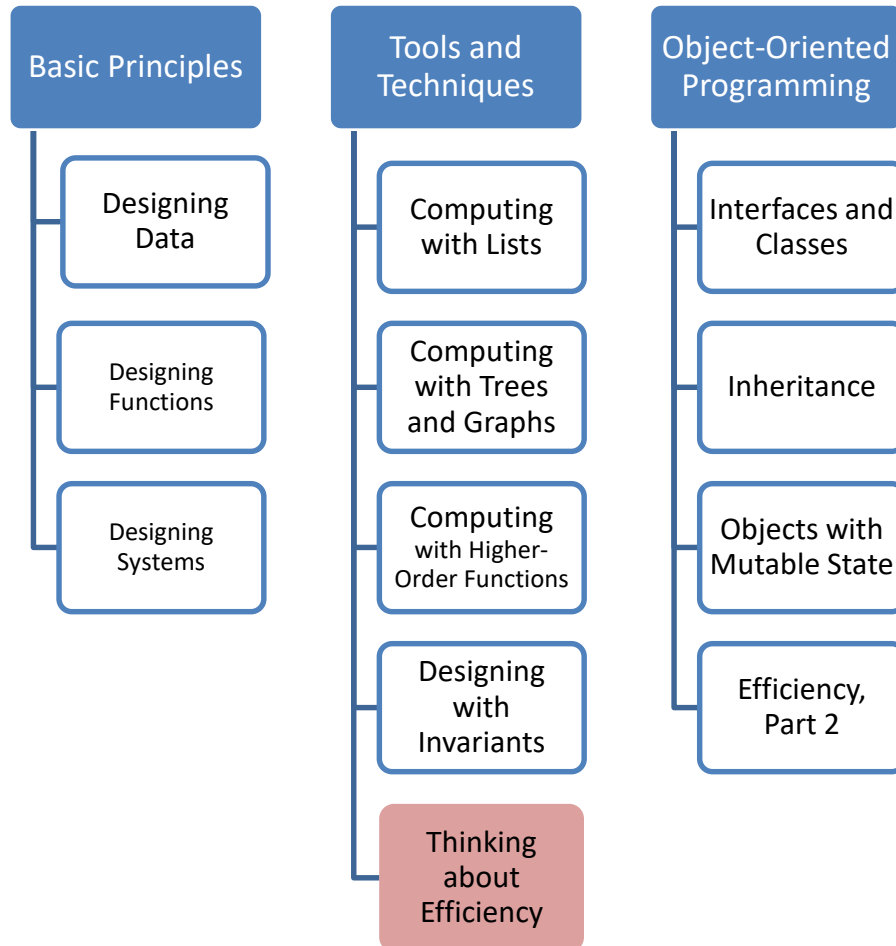 Basic Principles
Designing
Data
Designing
Functions
Designing
Systems
Tools and
Techniques
Computing
with Lists
Computing
with Trees
and Graphs
Computing
with Higher-
Order Functions
Designing
with
Invariants
Thinking
about
Efficiency
Object-Oriented
Programming
Interfaces and
Classes
Inheritance
Objects with
Mutable State
Efficiency,
Part 2